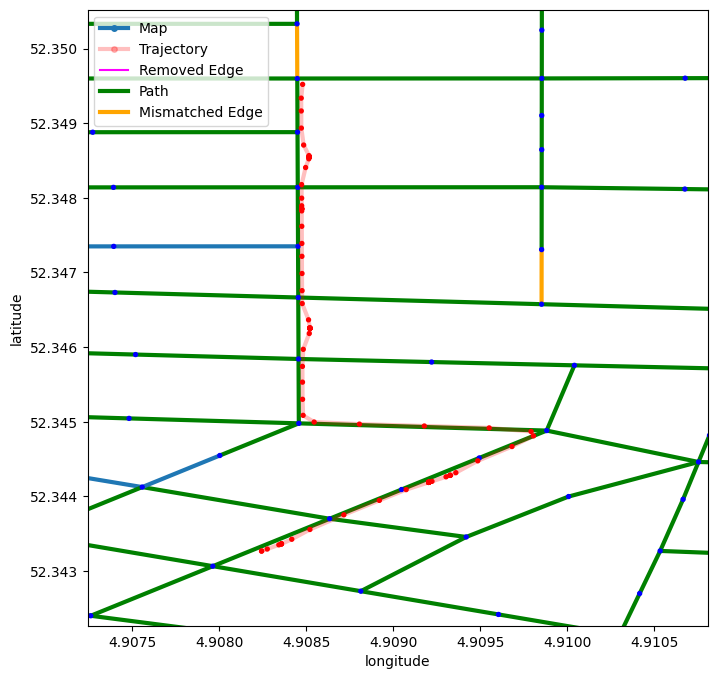 Map
Trajectory
Removed Edge
Path
Mismatched Edge
52.350
52.349
52.348
52.347
52.346
52.345
52.344
52.343
latitude
4.9075 4.9080 4.9085 4.9090 4.9095 4.9100 4.9105
longitude